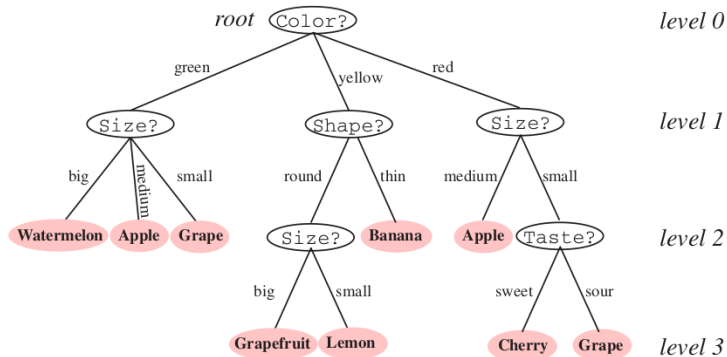 root Color? level 0
green yellow red
Size? Shape? Size? level 1
big medium small round thin medium small
Watermelon Apple Grape Size? Banana Apple Taste? level 2
big small sweet sour
Grapefruit Lemon Cherry Grape level 3